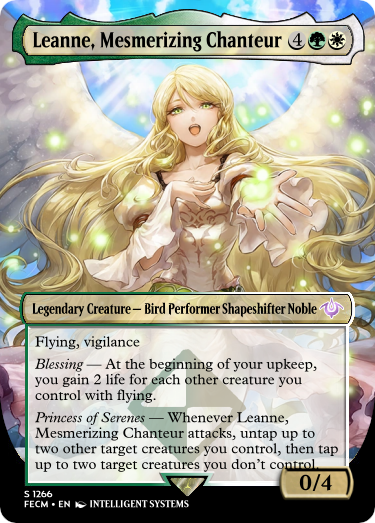 Leanne, Mesmerizing Chanteur 4
Legendary Creature — Bird Performer Shapeshifter Noble
Flying, vigilance
Blessing — At the beginning of your upkeep,
you gain 2 life for each other creature you
control with flying.
Princess of Serenes — Whenever Leanne,
Mesmerizing Chanteur attacks, untap up to
two other target creatures you control, then tap
up to two target creatures you don't control.
0/4
S 1266
FECM • EN INTELLIGENT SYSTEMS